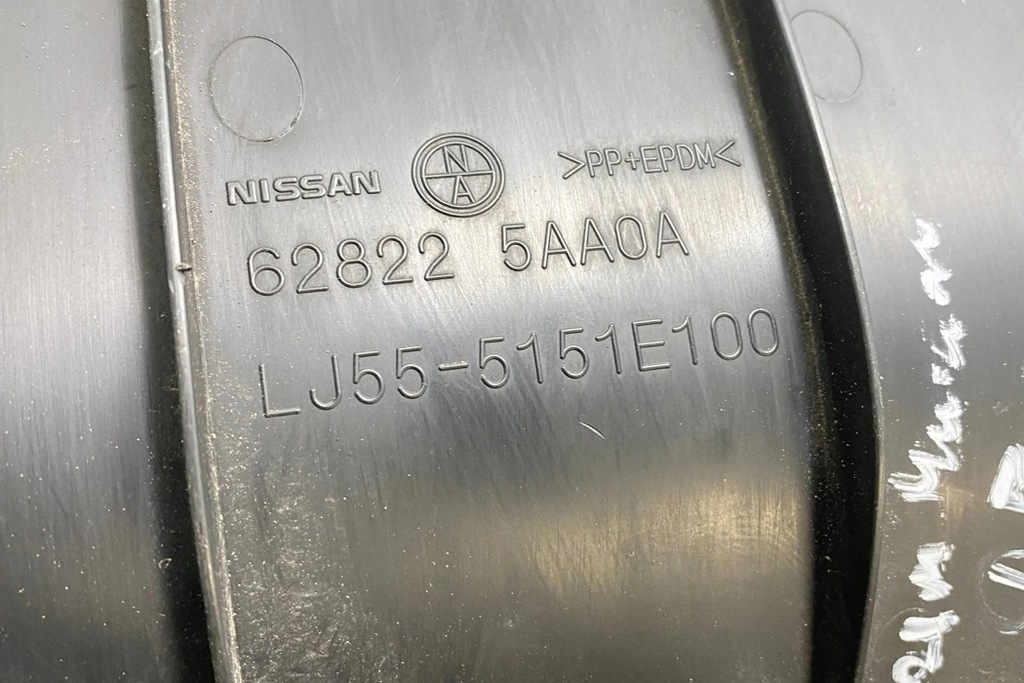 NISSAN N A >PP+EPDM<
62822 5AA0A
LJ55-5151E100